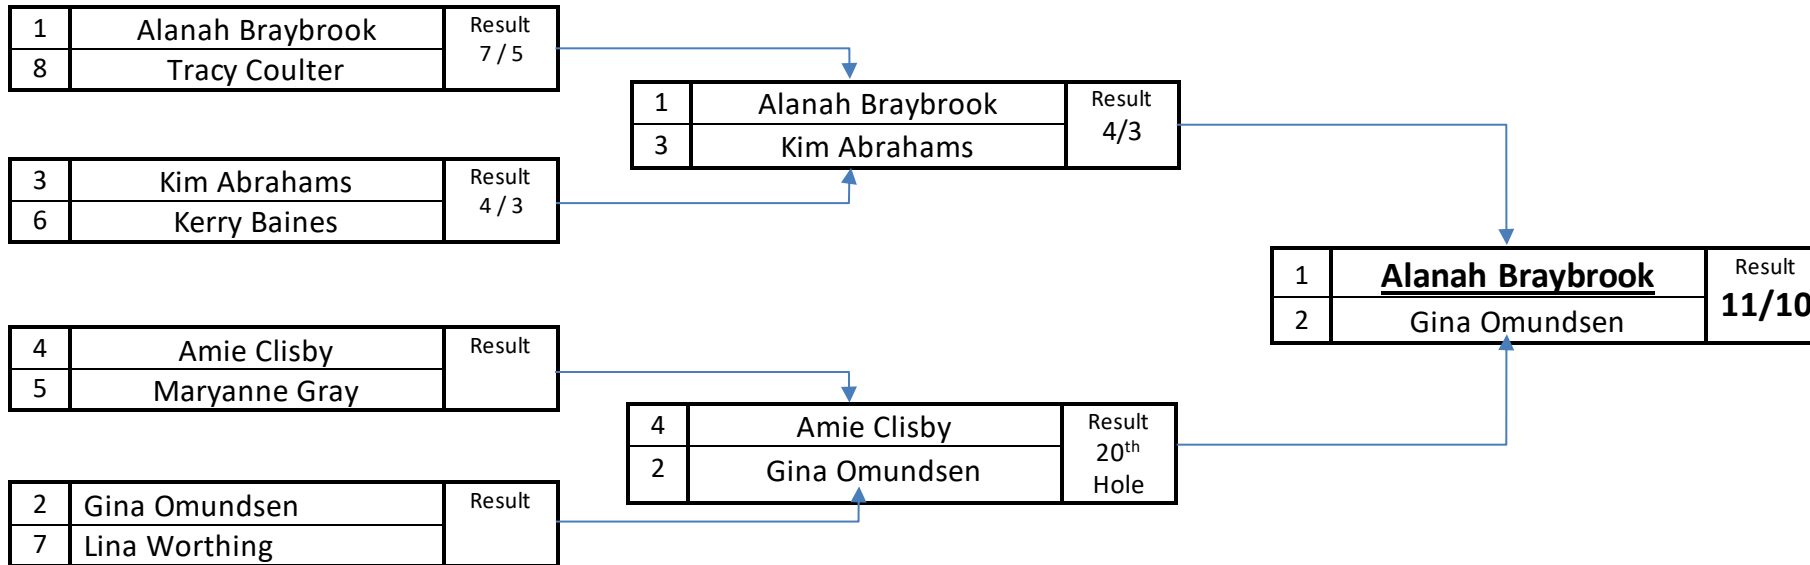 1 Alanah Braybrook Result
8 Tracy Coulter 7 / 5
3 Kim Abrahams Result
6 Kerry Baines 4 / 3
4 Amie Clisby Result
5 Maryanne Gray
2 Gina Omundsen Result
7 Lina Worthing
1 Alanah Braybrook Result
3 Kim Abrahams 4/3
4 Amie Clisby Result
2 Gina Omundsen 20th
Hole
1 Alanah Braybrook Result
2 Gina Omundsen 11/10